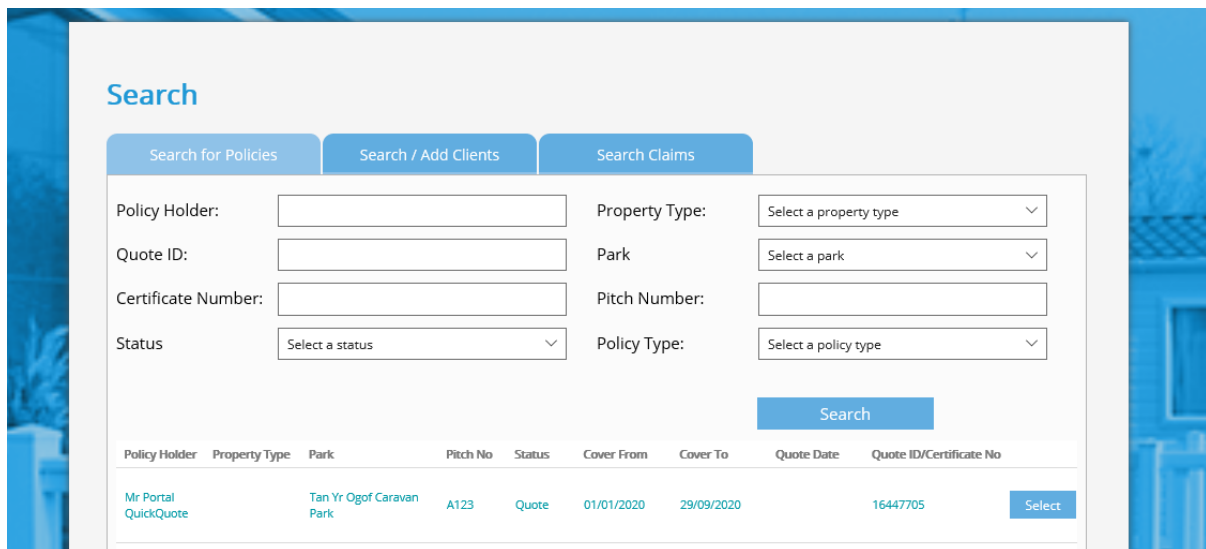 Search
Search for Policies Search / Add Clients Search Claims
Policy Holder: Property Type: Select a property type
Quote ID: Park Select a park
Certificate Number: Pitch Number:
Status Select a status Policy Type: Select a policy type
Search
Policy Holder Property Type Park Pitch No Status Cover From Cover To Quote Date Quote ID/Certificate No
Mr Portal Tan Yr Ogof Caravan
QuickQuote Park A123 Quote 01/01/2020 29/09/2020 16447705 Select